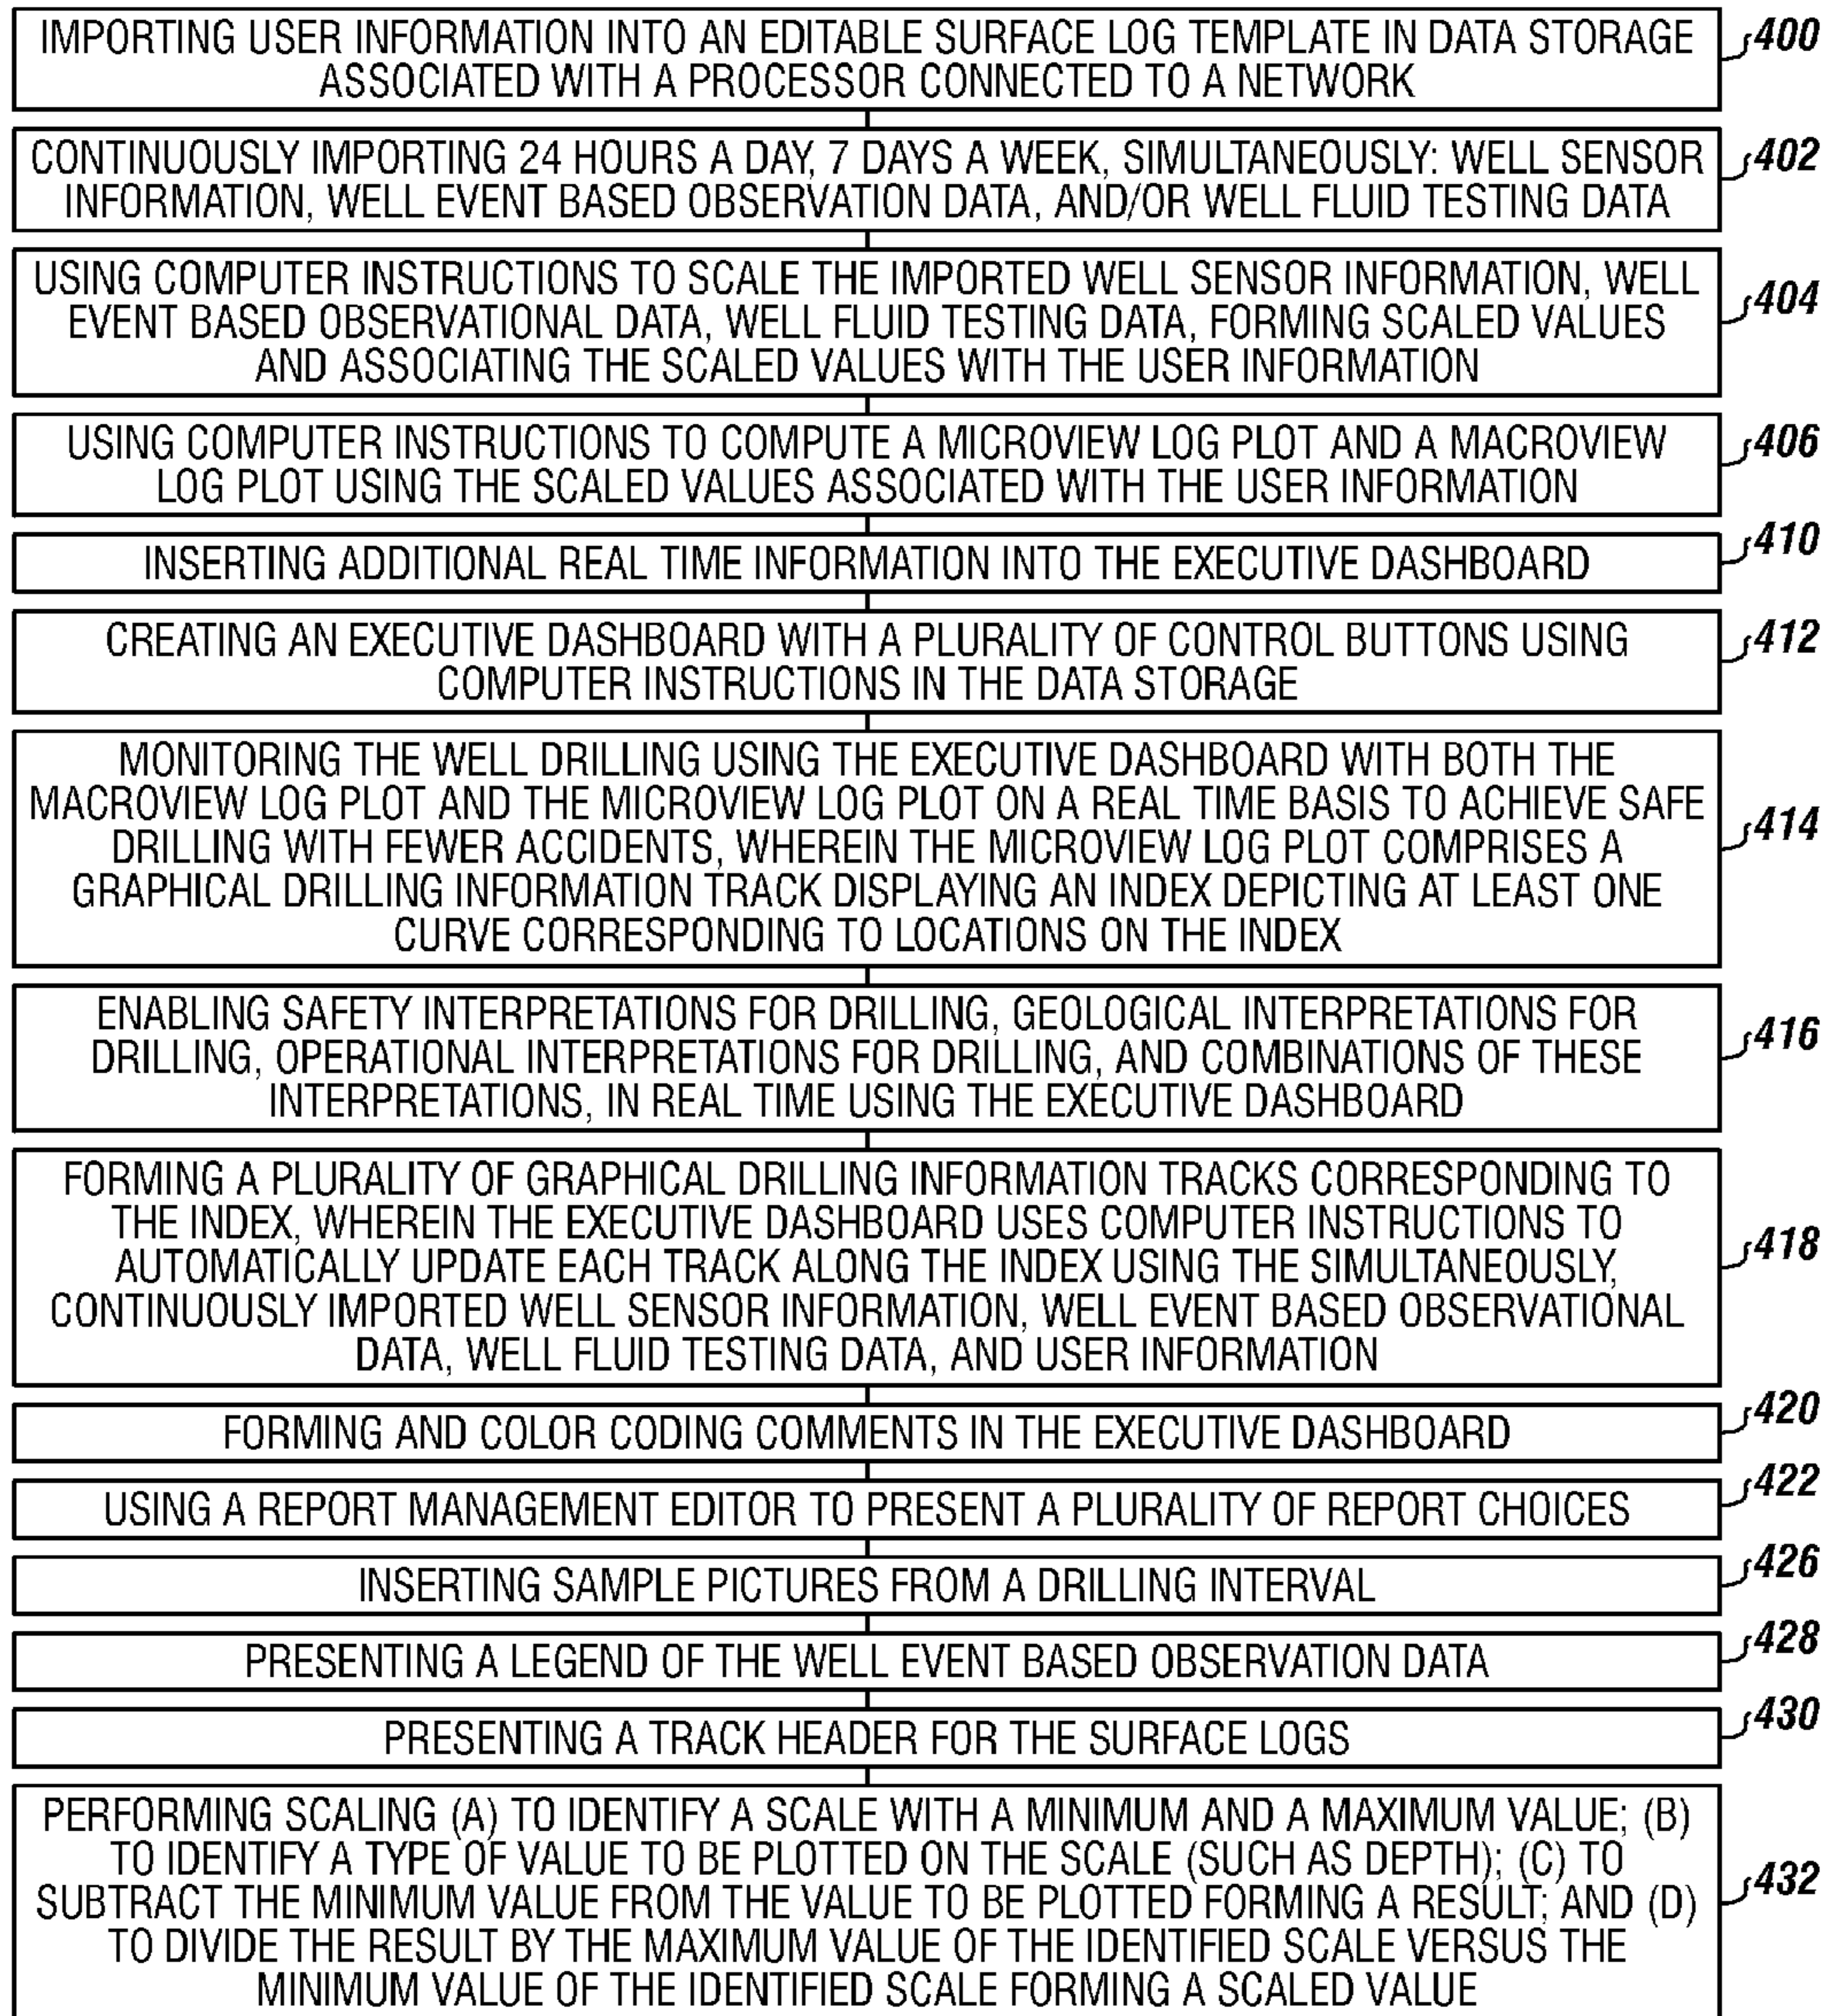 IMPORTING USER INFORMATION INTO AN EDITABLE SURFACE LOG TEMPLATE IN DATA STORAGE
ASSOCIATED WITH A PROCESSOR CONNECTED TO A NETWORK
400
CONTINUOUSLY IMPORTING 24 HOURS A DAY, 7 DAYS A WEEK, SIMULTANEOUSLY: WELL SENSOR
INFORMATION, WELL EVENT BASED OBSERVATION DATA, AND/OR WELL FLUID TESTING DATA
402
USING COMPUTER INSTRUCTIONS TO SCALE THE IMPORTED WELL SENSOR INFORMATION, WELL
EVENT BASED OBSERVATIONAL DATA, WELL FLUID TESTING DATA, FORMING SCALED VALUES
AND ASSOCIATING THE SCALED VALUES WITH THE USER INFORMATION
404
USING COMPUTER INSTRUCTIONS TO COMPUTE A MICROVIEW LOG PLOT AND A MACROVIEW
LOG PLOT USING THE SCALED VALUES ASSOCIATED WITH THE USER INFORMATION
406
INSERTING ADDITIONAL REAL TIME INFORMATION INTO THE EXECUTIVE DASHBOARD
410
CREATING AN EXECUTIVE DASHBOARD WITH A PLURALITY OF CONTROL BUTTONS USING
COMPUTER INSTRUCTIONS IN THE DATA STORAGE
412
MONITORING THE WELL DRILLING USING THE EXECUTIVE DASHBOARD WITH BOTH THE
MACROVIEW LOG PLOT AND THE MICROVIEW LOG PLOT ON A REAL TIME BASIS TO ACHIEVE SAFE
DRILLING WITH FEWER ACCIDENTS, WHEREIN THE MICROVIEW LOG PLOT COMPRISES A
GRAPHICAL DRILLING INFORMATION TRACK DISPLAYING AN INDEX DEPICTING AT LEAST ONE
CURVE CORRESPONDING TO LOCATIONS ON THE INDEX
414
ENABLING SAFETY INTERPRETATIONS FOR DRILLING, GEOLOGICAL INTERPRETATIONS FOR
DRILLING, OPERATIONAL INTERPRETATIONS FOR DRILLING, AND COMBINATIONS OF THESE
INTERPRETATIONS, IN REAL TIME USING THE EXECUTIVE DASHBOARD
416
FORMING A PLURALITY OF GRAPHICAL DRILLING INFORMATION TRACKS CORRESPONDING TO
THE INDEX, WHEREIN THE EXECUTIVE DASHBOARD USES COMPUTER INSTRUCTIONS TO
AUTOMATICALLY UPDATE EACH TRACK ALONG THE INDEX USING THE SIMULTANEOUSLY,
CONTINUOUSLY IMPORTED WELL SENSOR INFORMATION, WELL EVENT BASED OBSERVATIONAL
DATA, WELL FLUID TESTING DATA, AND USER INFORMATION
418
FORMING AND COLOR CODING COMMENTS IN THE EXECUTIVE DASHBOARD
420
USING A REPORT MANAGEMENT EDITOR TO PRESENT A PLURALITY OF REPORT CHOICES
422
INSERTING SAMPLE PICTURES FROM A DRILLING INTERVAL
426
PRESENTING A LEGEND OF THE WELL EVENT BASED OBSERVATION DATA
428
PRESENTING A TRACK HEADER FOR THE SURFACE LOGS
430
PERFORMING SCALING (A) TO IDENTIFY A SCALE WITH A MINIMUM AND A MAXIMUM VALUE; (B)
TO IDENTIFY A TYPE OF VALUE TO BE PLOTTED ON THE SCALE (SUCH AS DEPTH); (C) TO
SUBTRACT THE MINIMUM VALUE FROM THE VALUE TO BE PLOTTED FORMING A RESULT; AND (D)
TO DIVIDE THE RESULT BY THE MAXIMUM VALUE OF THE IDENTIFIED SCALE VERSUS THE
MINIMUM VALUE OF THE IDENTIFIED SCALE FORMING A SCALED VALUE
432